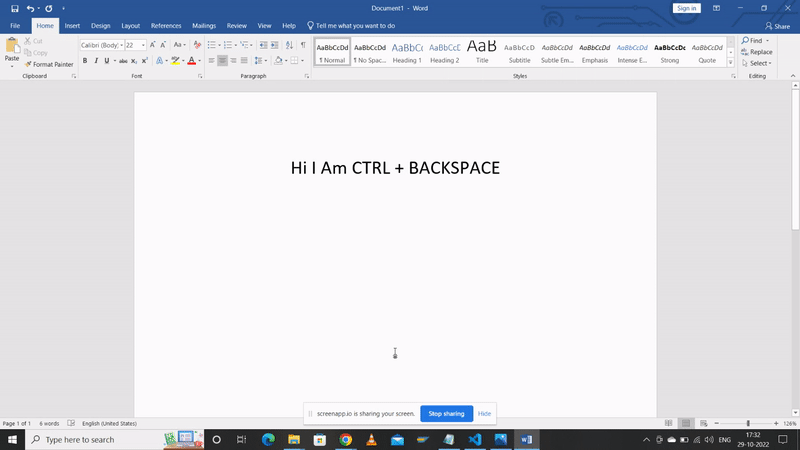 Document1 - Word
Sign in
File Home Insert Design Layout References Mailings Review View Help Tell me what you want to do
Share
Paste
Cut
Copy
Format Painter
Calibri (Body) 22
Clipboard
Font
Paragraph
AaBbCcDd AaBbCcDd AaBbCc AaBbCcC AaB AaBbCcD AaBbCcDd AaBbCcDd AaBbCcDd AaBbCcDc AaBbCcDd
¶ Normal ¶ No Spac... Heading 1 Heading 2 Title Subtitle Subtle Em... Emphasis Intense E... Strong Quote
Styles
Find
Replace
Select
Editing
Hi I Am CTRL + BACKSPACE
screenapp.io is sharing your screen.
Stop sharing
Hide
Page 1 of 1 6 words English (United States)
126%
Type here to search
ENG
17:32
29-10-2022